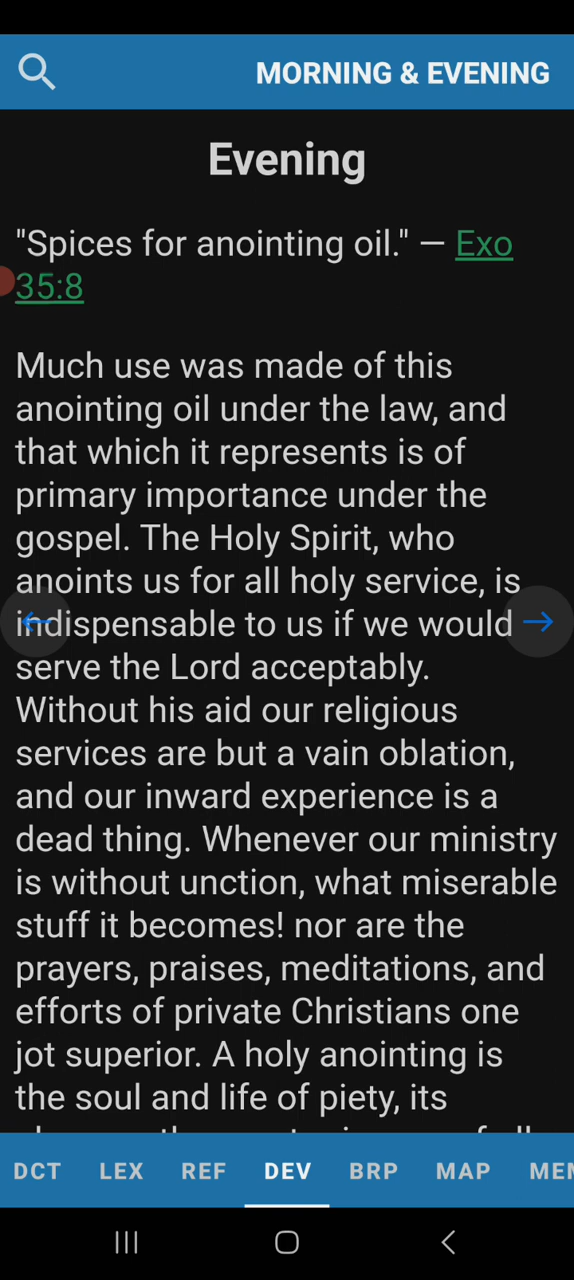 MORNING & EVENING
Evening
"Spices for anointing oil." — Exo
35:8
Much use was made of this
anointing oil under the law, and
that which it represents is of
primary importance under the
gospel. The Holy Spirit, who
anoints us for all holy service, is
indispensable to us if we would
serve the Lord acceptably.
Without his aid our religious
services are but a vain oblation,
and our inward experience is a
dead thing. Whenever our ministry
is without unction, what miserable
stuff it becomes! nor are the
prayers, praises, meditations, and
efforts of private Christians one
jot superior. A holy anointing is
the soul and life of piety, its
DCT LEX REF DEV BRP MAP